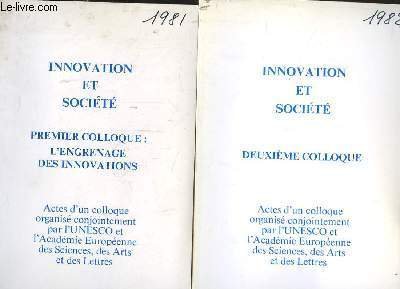 Le-livre.com
1981
INNOVATION
ET
SOCIÉTÉ
PREMIER COLLOQUE :
L'ENGRENAGE
DES INNOVATIONS
Actes d'un colloque
organisé conjointement
par l'UNESCO et
l'Académie Européenne
des Sciences, des Arts
et des Lettres
1982
INNOVATION
ET
SOCIÉTÉ
DEUXIÉME COLLOQUE
Actes d'un colloque
organisé conjointement
par l'UNESCO et
l'Académie Européenne
des Sciences, des Arts
et des Lettres